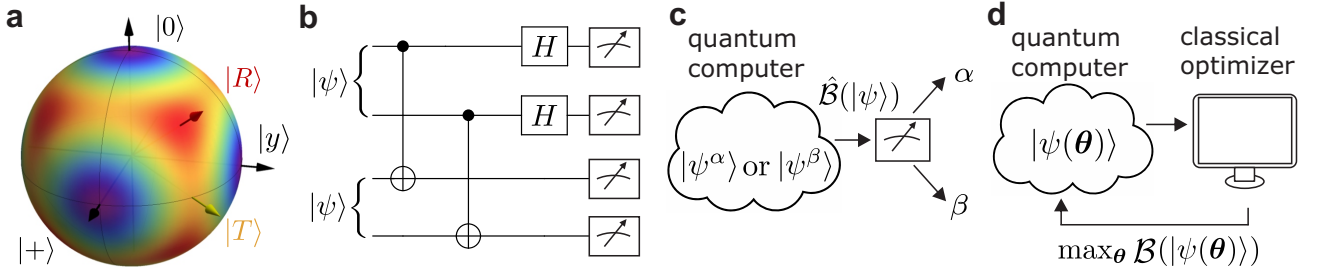 a
|0⟩
|R⟩
|y⟩
|T⟩
|+⟩
b
|ψ⟩
H
H
|ψ⟩
c
quantum
computer
B̂(|ψ⟩)
|ψ^α⟩ or |ψ^β⟩
α
β
d
quantum
computer
classical
optimizer
|ψ(θ)⟩
max_θ B(|ψ(θ)⟩)